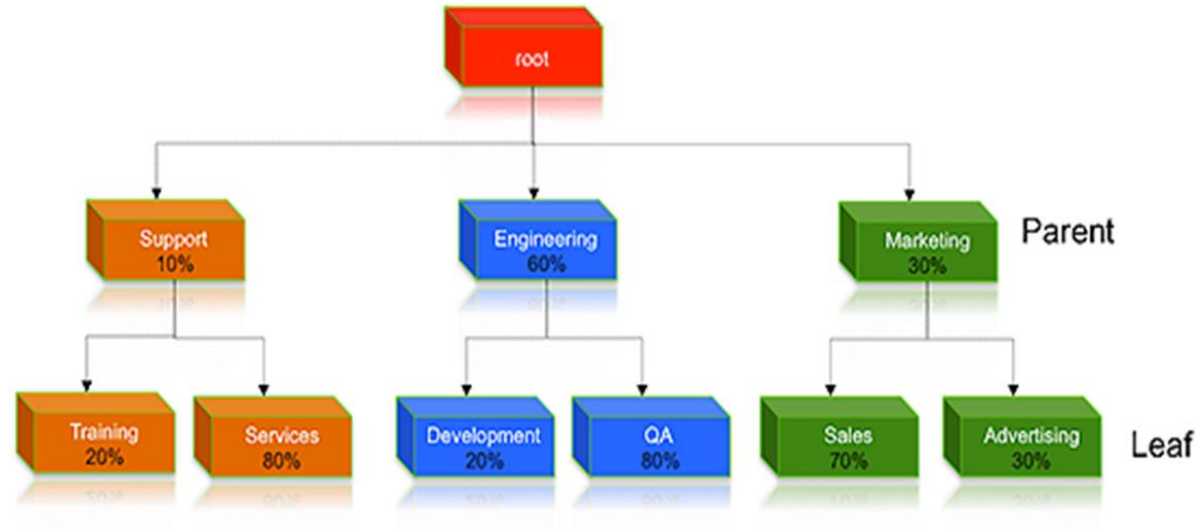 root
Support
10%
Engineering
60%
Marketing
30%
Parent
Training
20%
Services
80%
Development
20%
QA
80%
Sales
70%
Advertising
30%
Leaf